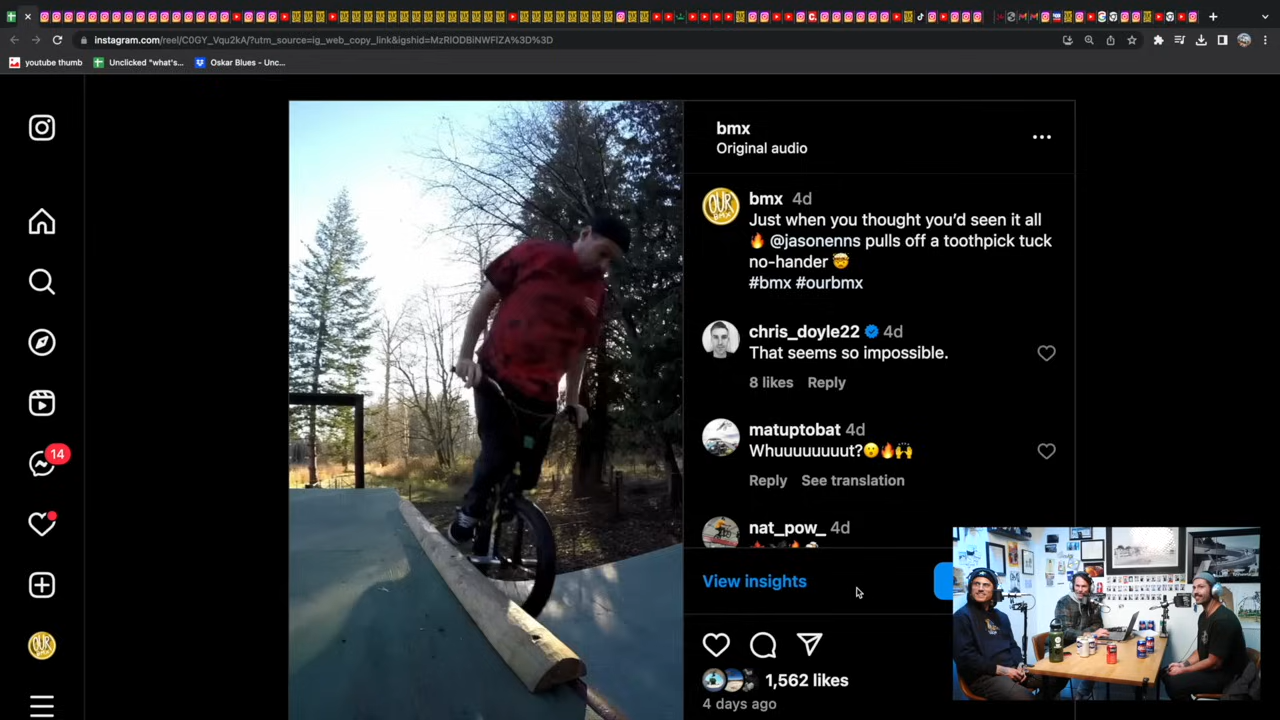 instagram.com/reel/C0GY_Vqu2kA/?utm_source=ig_web_copy_link&igshid=MzRlODBiNWFlZA%3D%3D
youtube thumb
Unclicked "what's...
Oskar Blues - Unc...
bmx
Original audio
OUR
BMX
bmx 4d
Just when you thought you'd seen it all
🔥 @jasonenns pulls off a toothpick tuck
no-hander 🤯
#bmx #ourbmx
chris_doyle22 4d
That seems so impossible.
8 likes Reply
matuptobat 4d
Whuuuuuuuut?😮🔥🙌
Reply See translation
nat_pow_ 4d
14
View insights
1,562 likes
4 days ago